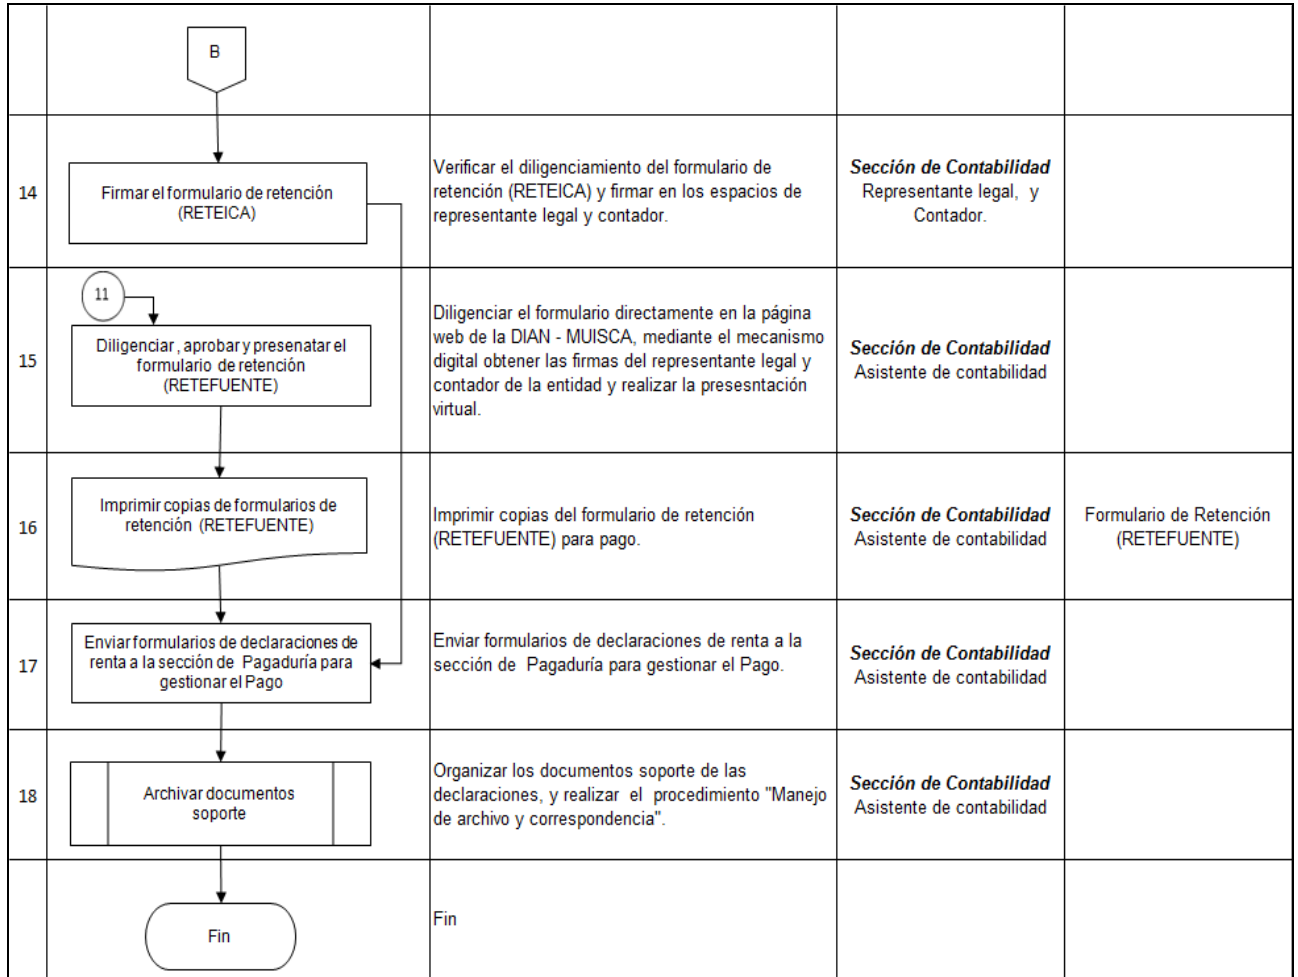 B
14
Firmar el formulario de retención
(RETEICA)
Verificar el diligenciamiento del formulario de
retención (RETEICA) y firmar en los espacios de
representante legal y contador.
Sección de Contabilidad
Representante legal, y
Contador.
11
15
Diligenciar , aprobar y presenatar el
formulario de retención
(RETEFUENTE)
Diligenciar el formulario directamente en la página
web de la DIAN - MUISCA, mediante el mecanismo
digital obtener las firmas del representante legal y
contador de la entidad y realizar la presesntación
virtual.
Sección de Contabilidad
Asistente de contabilidad
16
Imprimir copias de formularios de
retención (RETEFUENTE)
Imprimir copias del formulario de retención
(RETEFUENTE) para pago.
Sección de Contabilidad
Asistente de contabilidad
Formulario de Retención
(RETEFUENTE)
17
Enviar formularios de declaraciones de
renta a la sección de Pagaduría para
gestionar el Pago
Enviar formularios de declaraciones de renta a la
sección de Pagaduría para gestionar el Pago.
Sección de Contabilidad
Asistente de contabilidad
18
Archivar documentos
soporte
Organizar los documentos soporte de las
declaraciones, y realizar el procedimiento "Manejo
de archivo y correspondencia".
Sección de Contabilidad
Asistente de contabilidad
Fin
Fin